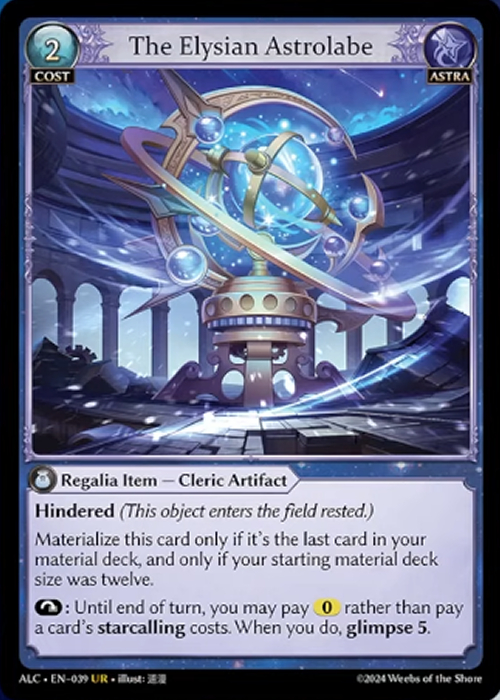 2
COST
The Elysian Astrolabe
ASTRA
Regalia Item — Cleric Artifact
Hindered (This object enters the field rested.)
Materialize this card only if it's the last card in your
material deck, and only if your starting material deck
size was twelve.
: Until end of turn, you may pay 0 rather than pay
a card's starcalling costs. When you do, glimpse 5.
ALC • EN-039 UR • illust:
©2024 Weebs of the Shore